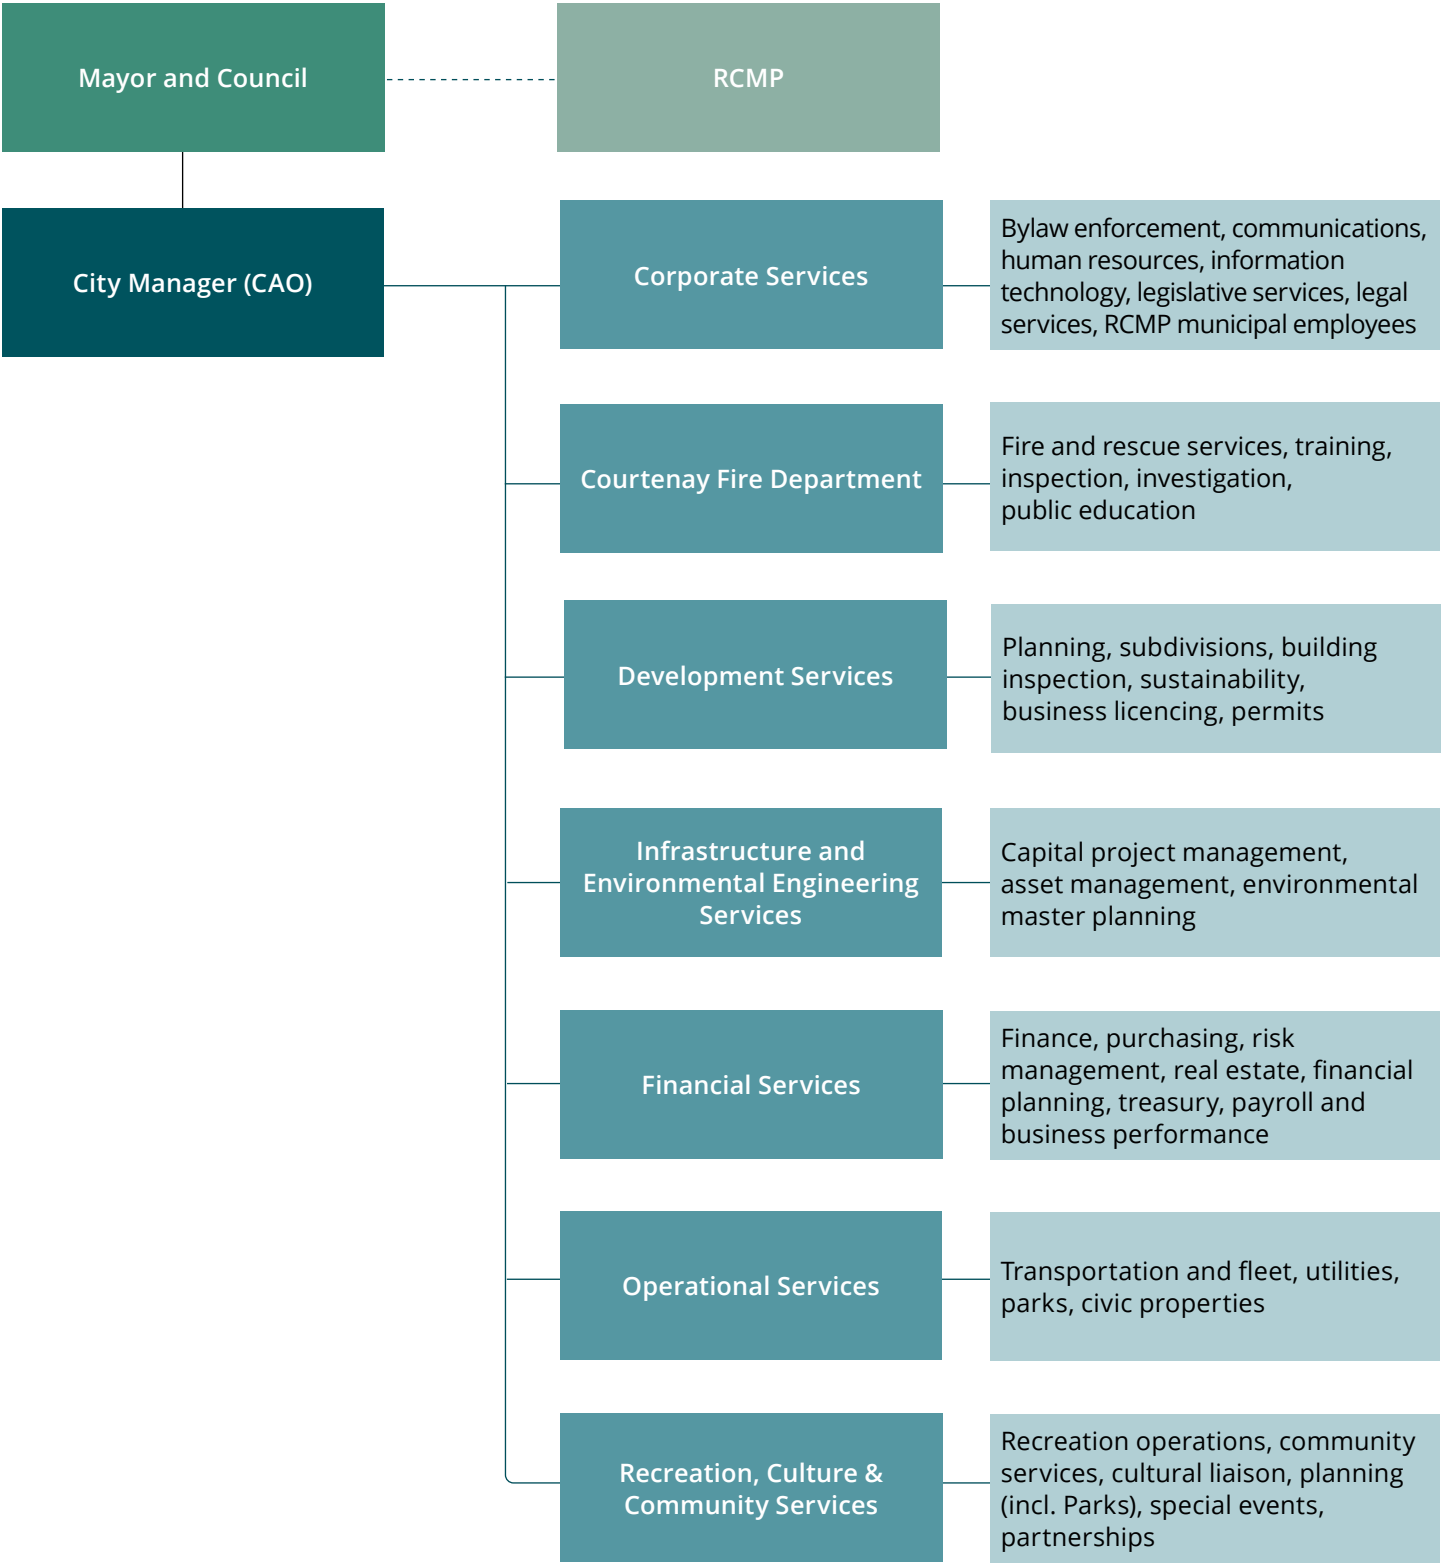 Mayor and Council
RCMP
City Manager (CAO)
Corporate Services
Bylaw enforcement, communications,
human resources, information
technology, legislative services, legal
services, RCMP municipal employees
Courtenay Fire Department
Fire and rescue services, training,
inspection, investigation,
public education
Development Services
Planning, subdivisions, building
inspection, sustainability,
business licencing, permits
Infrastructure and
Environmental Engineering
Services
Capital project management,
asset management, environmental
master planning
Financial Services
Finance, purchasing, risk
management, real estate, financial
planning, treasury, payroll and
business performance
Operational Services
Transportation and fleet, utilities,
parks, civic properties
Recreation, Culture &
Community Services
Recreation operations, community
services, cultural liaison, planning
(incl. Parks), special events,
partnerships